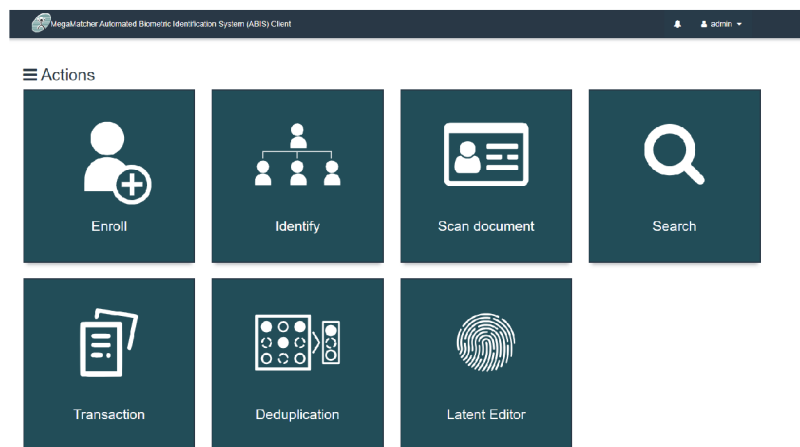 MegaMatcher Automated Biometric Identification System (ABIS) Client
admin
Actions
Enroll
Identify
Scan document
Search
Transaction
Deduplication
Latent Editor